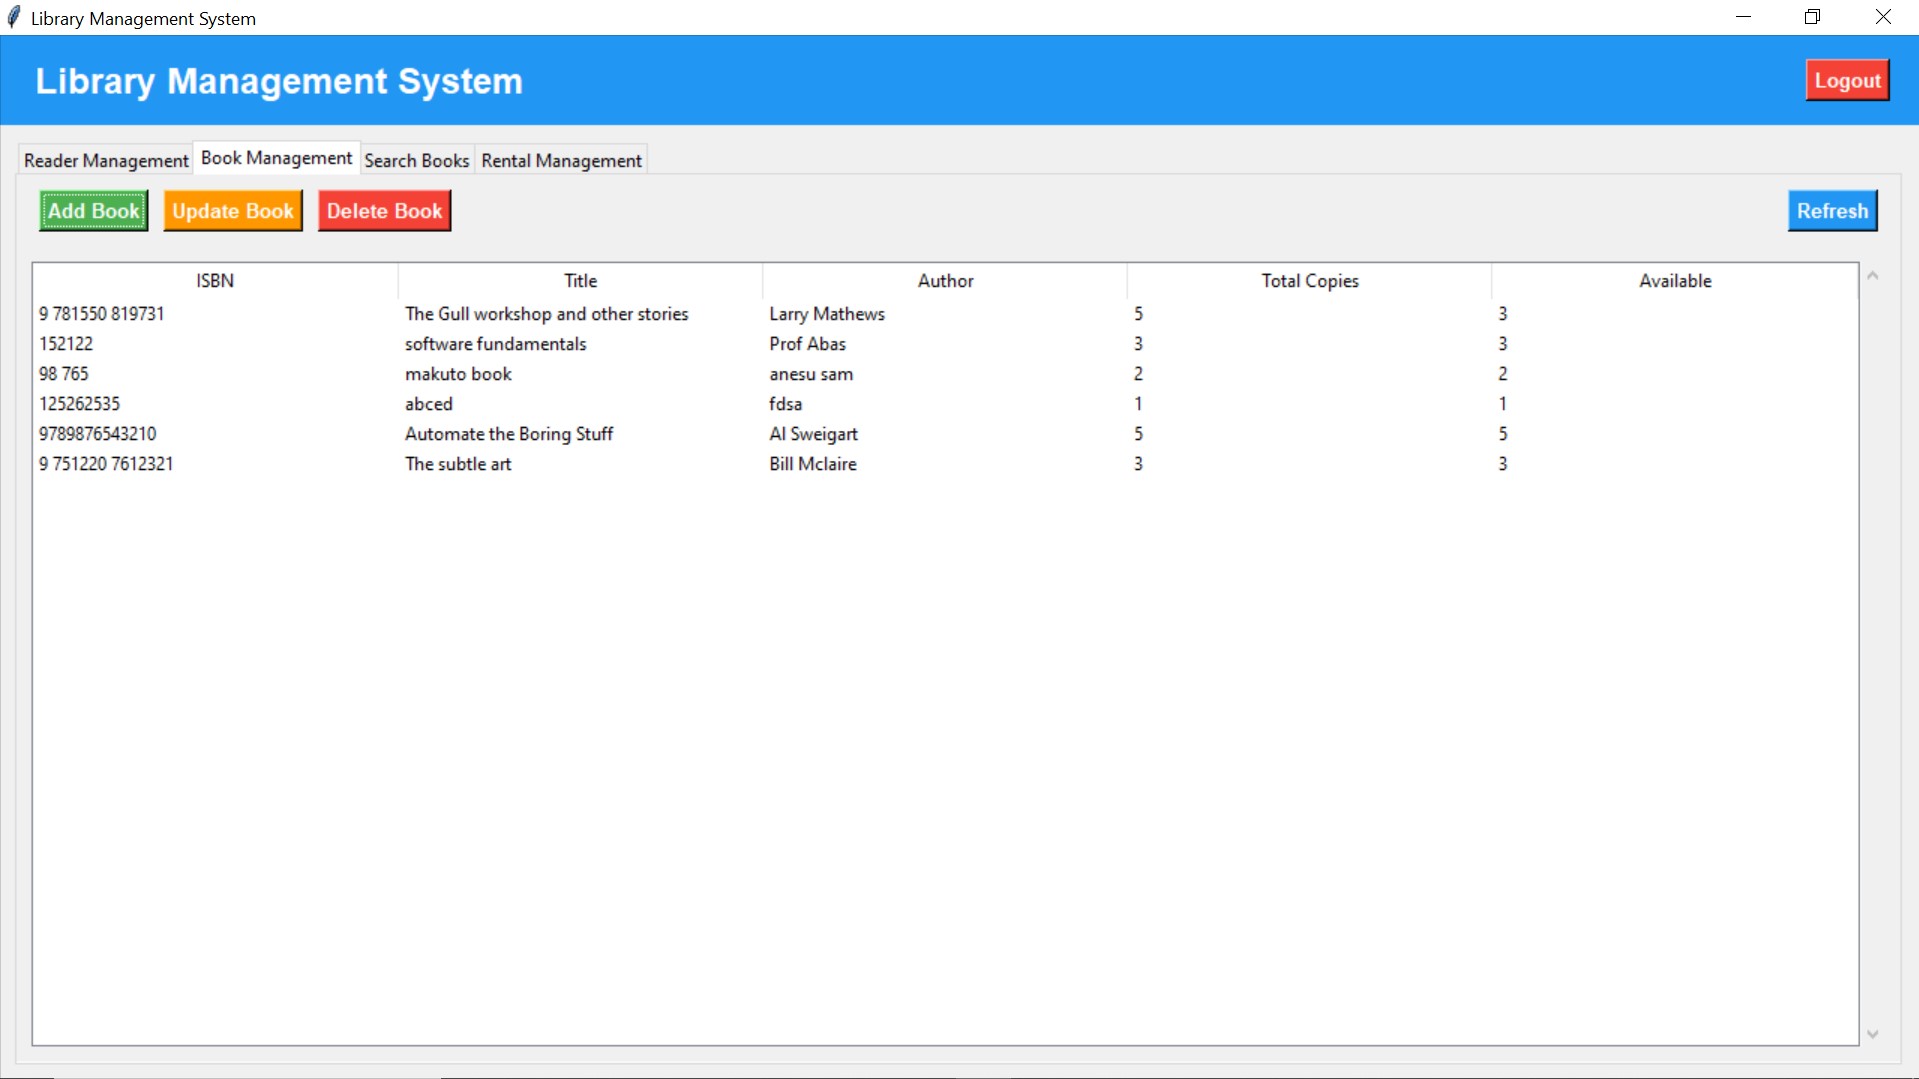 Library Management System
Library Management System
Logout
Reader Management Book Management Search Books Rental Management
Add Book Update Book Delete Book Refresh
ISBN Title Author Total Copies Available
9 781550 819731 The Gull workshop and other stories Larry Mathews 5 3
152122 software fundamentals Prof Abas 3 3
98 765 makuto book anesu sam 2 2
125262535 abced fdsa 1 1
9789876543210 Automate the Boring Stuff Al Sweigart 5 5
9 751220 7612321 The subtle art Bill Mclaire 3 3